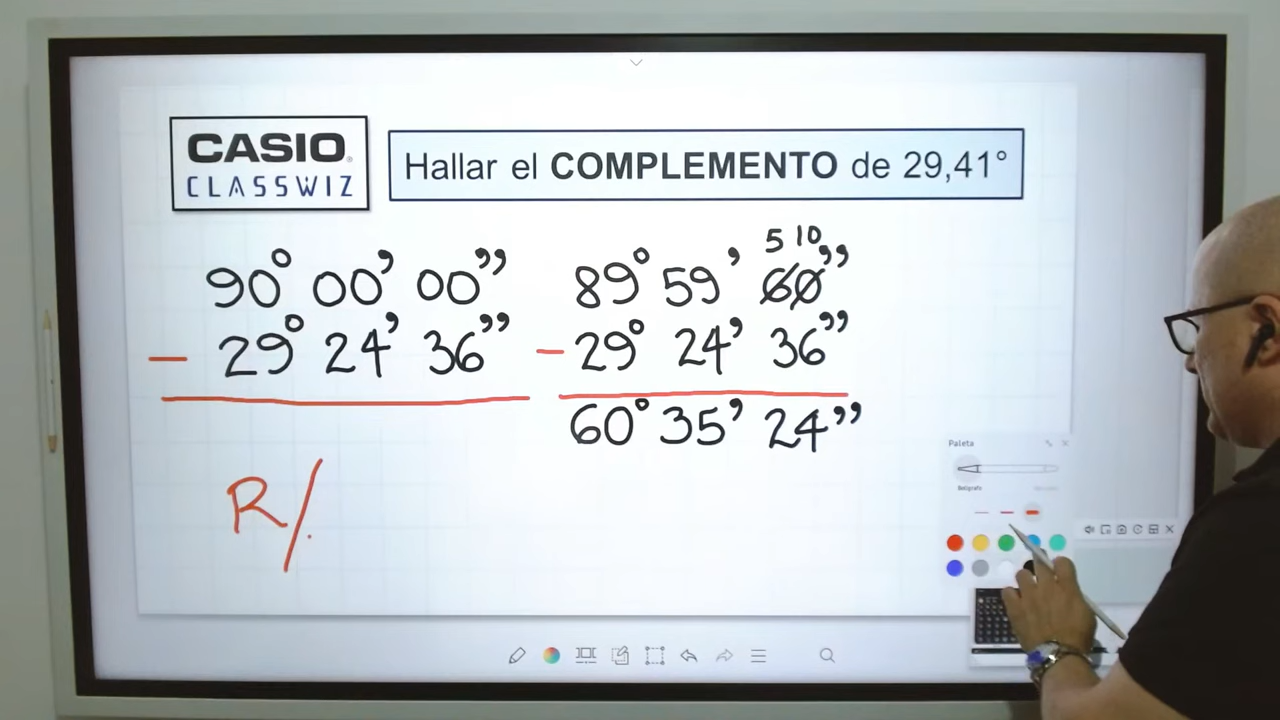 CASIO
CLASSWIZ
Hallar el COMPLEMENTO de 29,41°
90° 00’ 00’’
– 29° 24’ 36’’
R/.
5 10
89° 59’ 60’’
– 29° 24’ 36’’
60° 35’ 24’’
Paleta
Bolígrafo